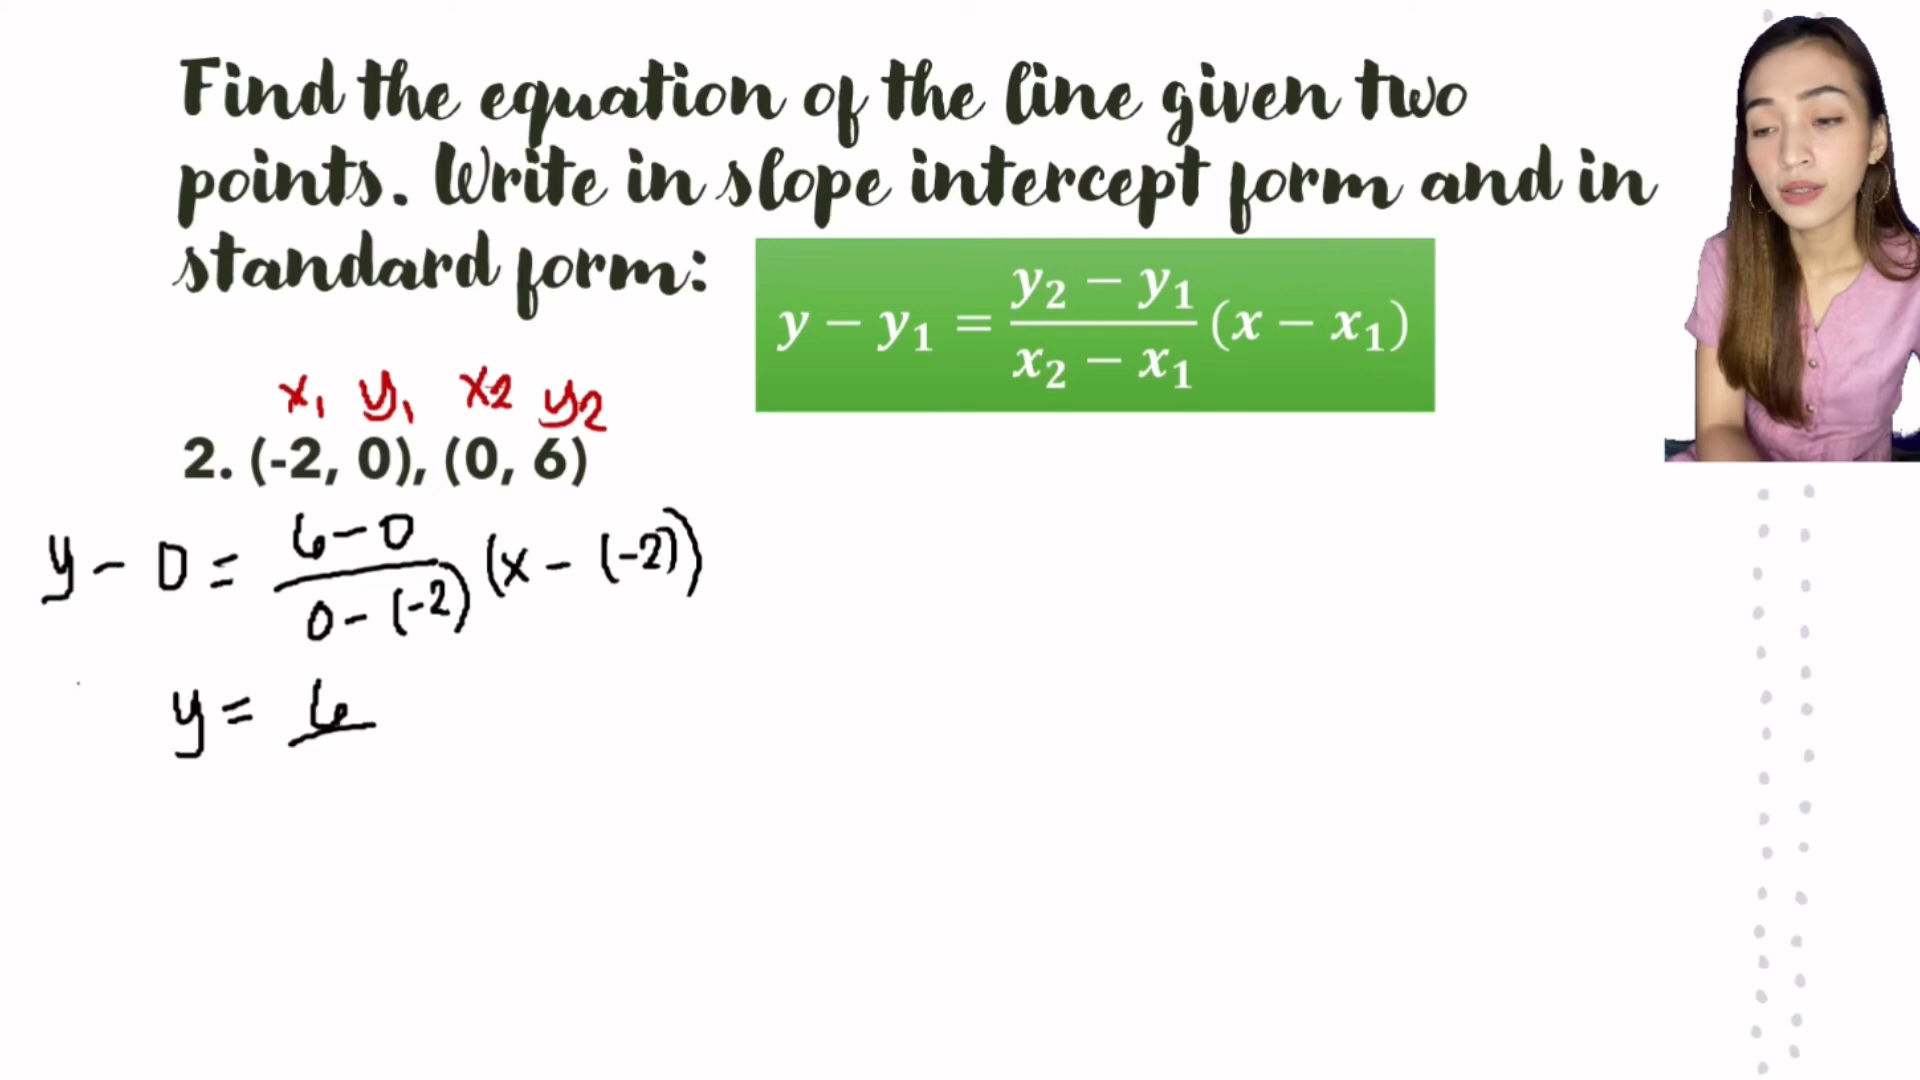 Find the equation of the line given two
points. Write in slope intercept form and in
standard form:
y − y₁ = (y₂ − y₁)/(x₂ − x₁) (x − x₁)
x₁ y₁ x2 y2
2. (-2, 0), (0, 6)
y - 0 = (6 - 0)/(0 - (-2)) (x - (-2))
y = 6/